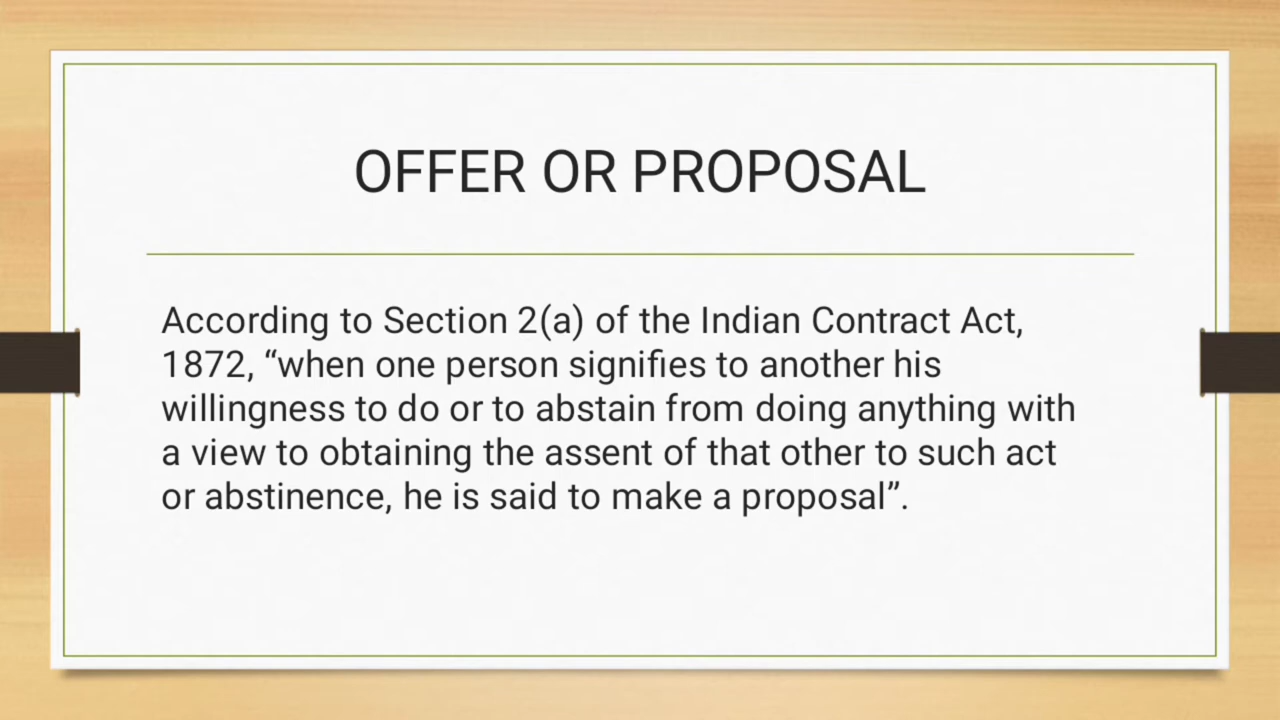 OFFER OR PROPOSAL
According to Section 2(a) of the Indian Contract Act,
1872, “when one person signifies to another his
willingness to do or to abstain from doing anything with
a view to obtaining the assent of that other to such act
or abstinence, he is said to make a proposal”.